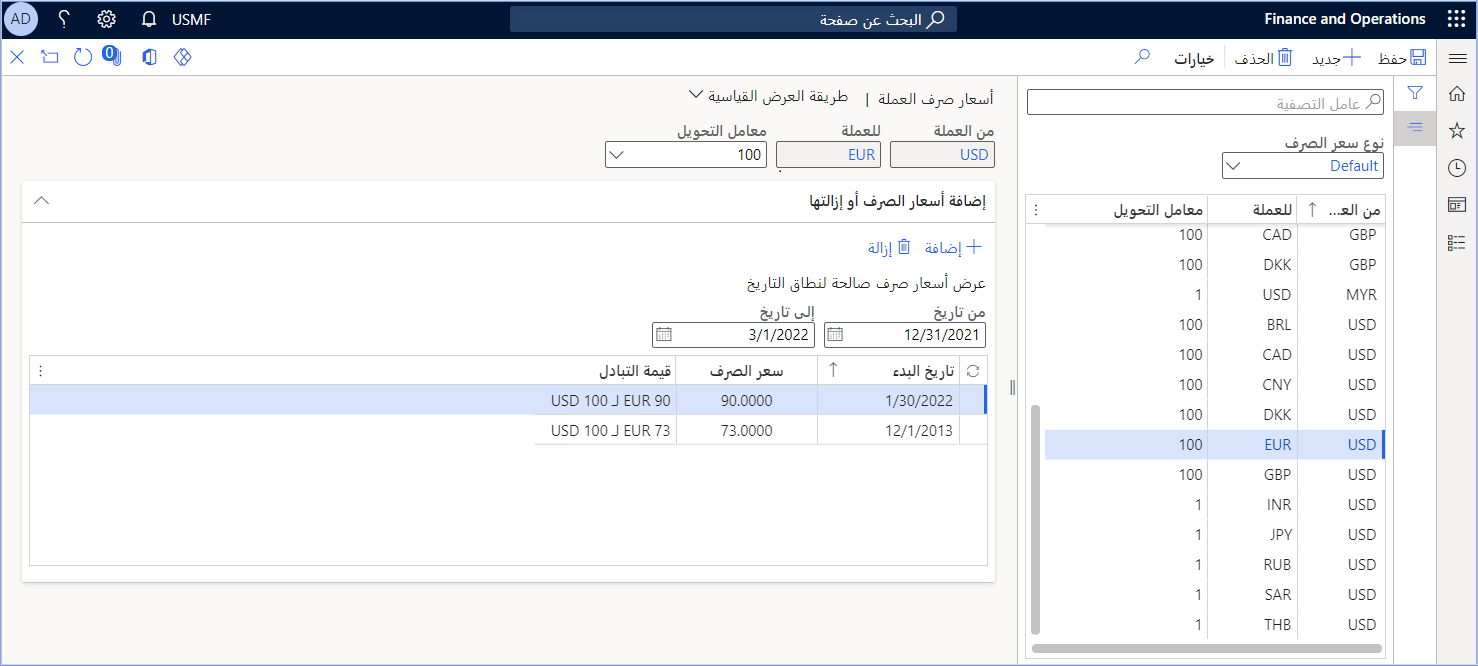 Finance and Operations
البحث عن صفحة
USMF
AD
حفظ
جديد
الحذف
خيارات
0
عامل التصفية
نوع سعر الصرف
Default
من العـ... للعملة معامل التحويل
GBP CAD 100
GBP DKK 100
MYR USD 1
USD BRL 100
USD CAD 100
USD CNY 100
USD DKK 100
USD EUR 100
USD GBP 100
USD INR 1
USD JPY 1
USD RUB 1
USD SAR 1
USD THB 1
أسعار صرف العملة | طريقة العرض القياسية
من العملة للعملة معامل التحويل
USD EUR 100
إضافة أسعار الصرف أو إزالتها
إضافة إزالة
عرض أسعار صرف صالحة لنطاق التاريخ
من تاريخ إلى تاريخ
12/31/2021 3/1/2022
تاريخ البدء سعر الصرف قيمة التبادل
1/30/2022 90.0000 90 EUR لـ 100 USD
12/1/2013 73.0000 73 EUR لـ 100 USD